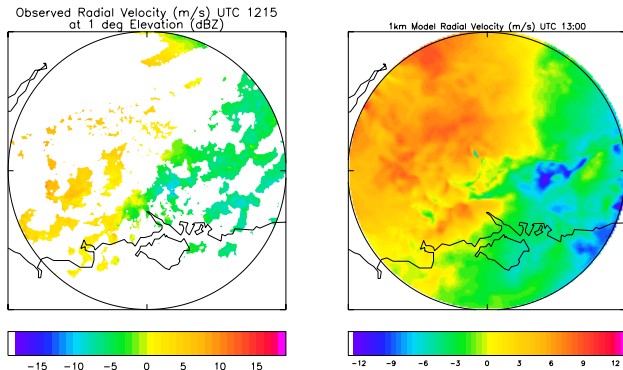 Observed Radial Velocity (m/s) UTC 1215
at 1 deg Elevation (dBZ)
1km Model Radial Velocity (m/s) UTC 13:00
−15 −10 −5 0 5 10 15
−12 −9 −6 −3 0 3 6 9 12